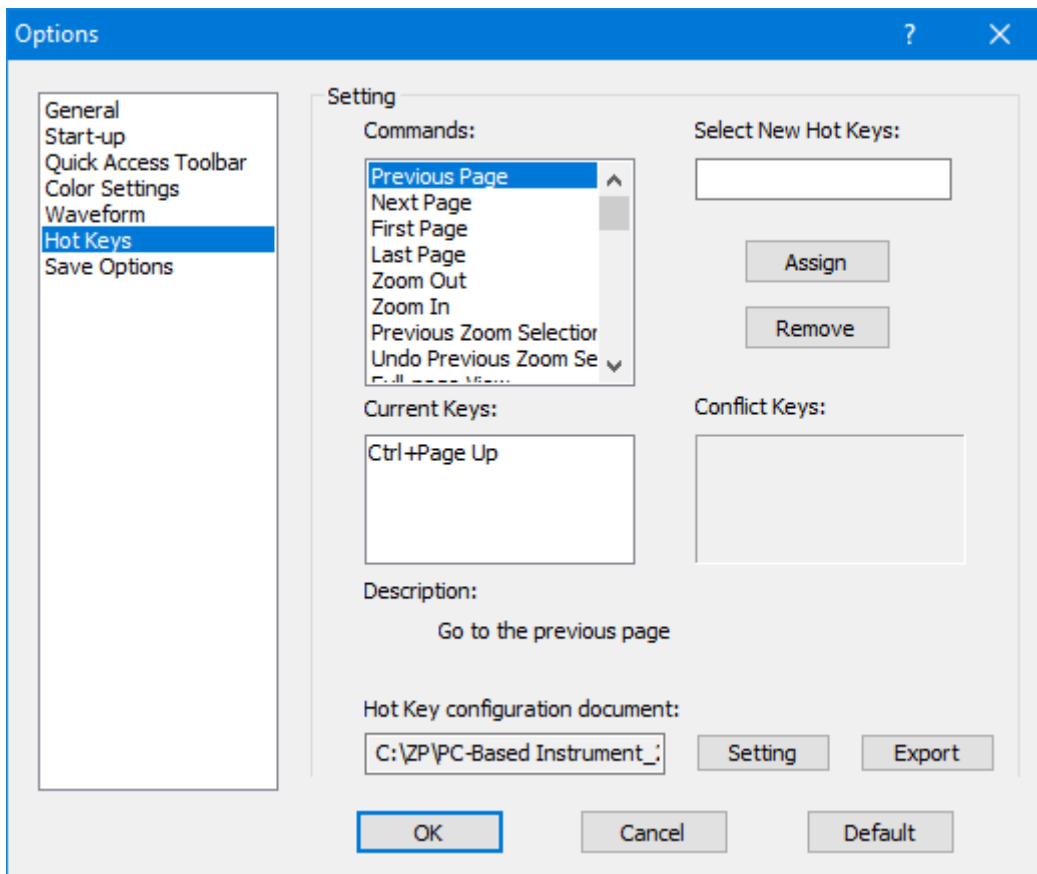 Options
?
General
Start-up
Quick Access Toolbar
Color Settings
Waveform
Hot Keys
Save Options
Setting
Commands:
Previous Page
Next Page
First Page
Last Page
Zoom Out
Zoom In
Previous Zoom Selection
Undo Previous Zoom Se
Select New Hot Keys:
Assign
Remove
Current Keys:
Ctrl+Page Up
Conflict Keys:
Description:
Go to the previous page
Hot Key configuration document:
C:\ZP\PC-Based Instrument_
Setting
Export
OK
Cancel
Default